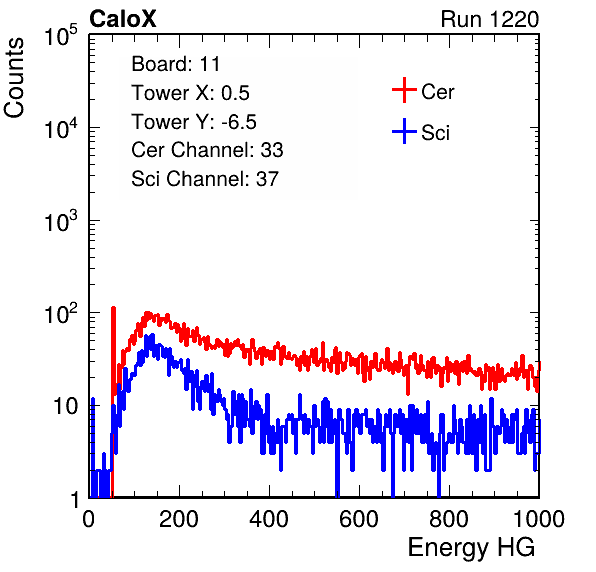 CaloX Run 1220
Counts
10^5
10^4
10^3
10^2
10
1
Board: 11
Tower X: 0.5
Tower Y: -6.5
Cer Channel: 33
Sci Channel: 37
Cer
Sci
0 200 400 600 800 1000
Energy HG